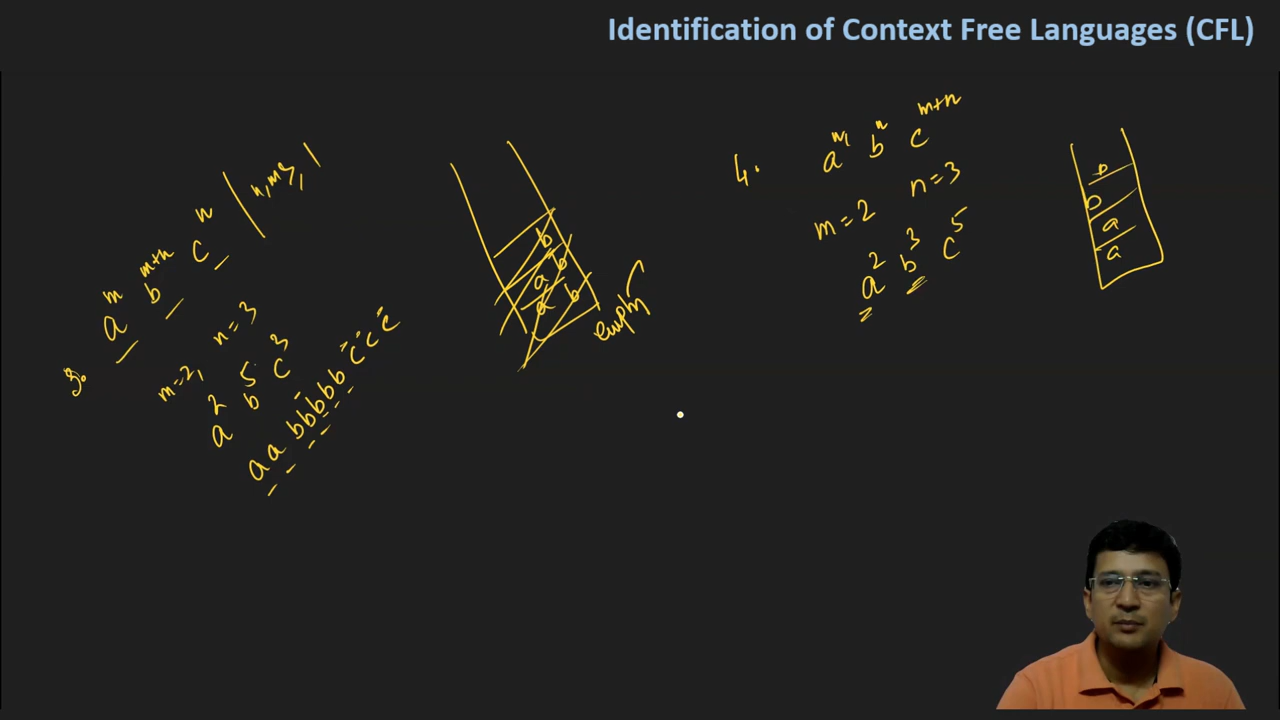 Identification of Context Free Languages (CFL)
3. a^m b^{m+n} c^n | n, m ≥ 1 |
m=2, n=3
a^2 b^5 c^3
aabbbbbccc
b
b
a
a b
empty
4. a^m b^n c^{m+n}
m=2 n=3
a^2 b^3 c^5
b
b
a
a